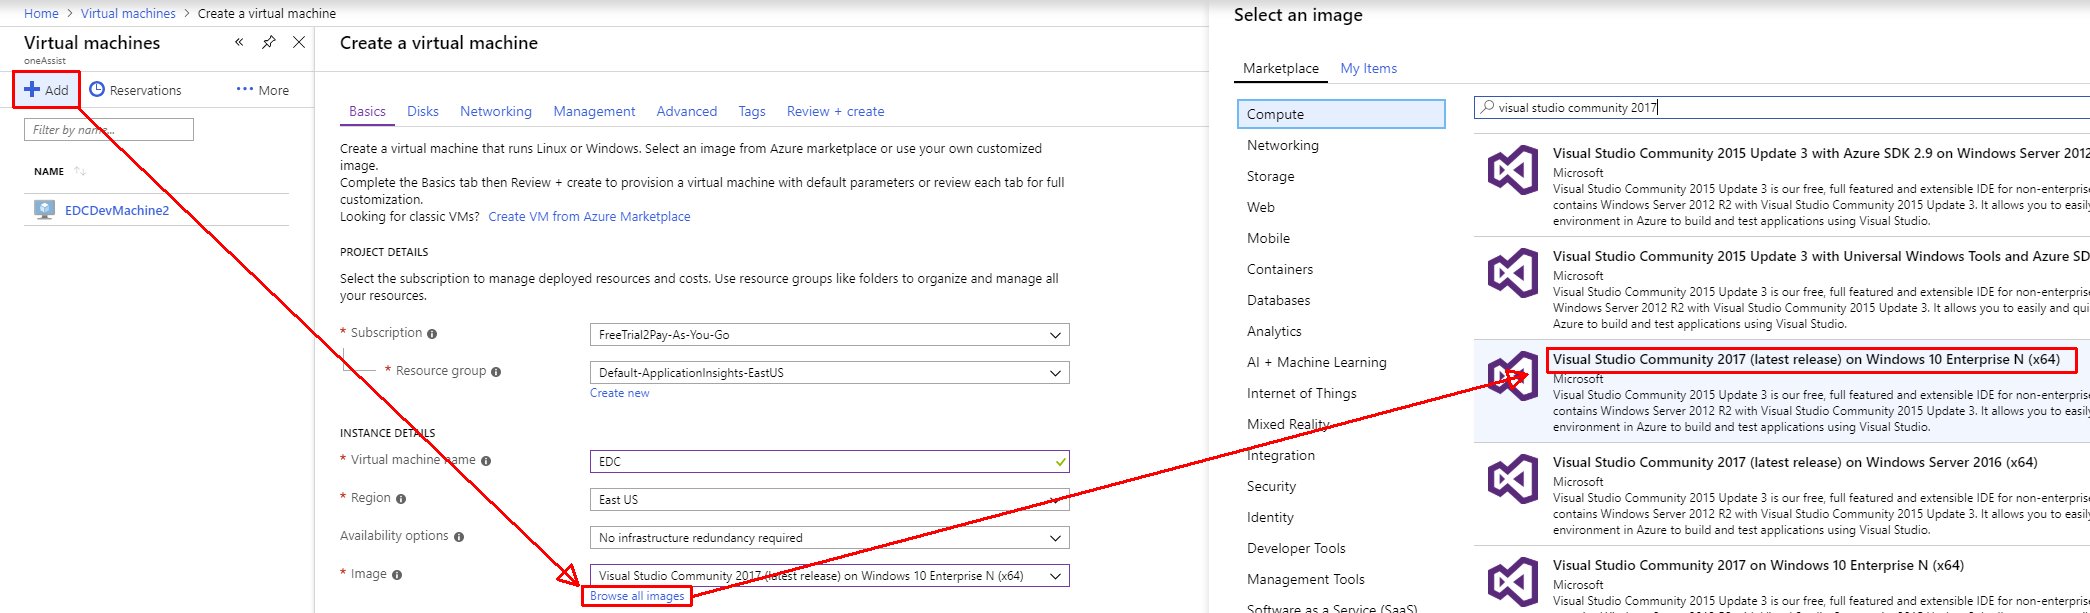 Home > Virtual machines > Create a virtual machine
Virtual machines
oneAssist
Add
Reservations
More
Filter by name...
NAME
EDCDevMachine2
Create a virtual machine
Basics
Disks
Networking
Management
Advanced
Tags
Review + create
Create a virtual machine that runs Linux or Windows. Select an image from Azure marketplace or use your own customized
image.
Complete the Basics tab then Review + create to provision a virtual machine with default parameters or review each tab for full
customization.
Looking for classic VMs? Create VM from Azure Marketplace
PROJECT DETAILS
Select the subscription to manage deployed resources and costs. Use resource groups like folders to organize and manage all
your resources.
* Subscription
FreeTrial2Pay-As-You-Go
* Resource group
Default-ApplicationInsights-EastUS
Create new
INSTANCE DETAILS
* Virtual machine name
EDC
* Region
East US
Availability options
No infrastructure redundancy required
* Image
Visual Studio Community 2017 (latest release) on Windows 10 Enterprise N (x64)
Browse all images
Select an image
Marketplace
My Items
Compute
Networking
Storage
Web
Mobile
Containers
Databases
Analytics
AI + Machine Learning
Internet of Things
Mixed Reality
Integration
Security
Identity
Developer Tools
Management Tools
Software as a Service (SaaS)
visual studio community 2017
Visual Studio Community 2015 Update 3 with Azure SDK 2.9 on Windows Server 2012
Microsoft
Visual Studio Community 2015 Update 3 is our free, full featured and extensible IDE for non-enterpris
contains Windows Server 2012 R2 with Visual Studio Community 2015 Update 3. It allows you to easily
environment in Azure to build and test applications using Visual Studio.
Visual Studio Community 2015 Update 3 with Universal Windows Tools and Azure SD
Microsoft
Visual Studio Community 2015 Update 3 is our free, full featured and extensible IDE for non-enterpris
Windows Server 2012 R2 with Visual Studio Community 2015 Update 3. It allows you to easily and qui
Azure to build and test applications using Visual Studio.
Visual Studio Community 2017 (latest release) on Windows 10 Enterprise N (x64)
Microsoft
Visual Studio Community 2015 Update 3 is our free, full featured and extensible IDE for non-enterpris
contains Windows Server 2012 R2 with Visual Studio Community 2015 Update 3. It allows you to easily
environment in Azure to build and test applications using Visual Studio.
Visual Studio Community 2017 (latest release) on Windows Server 2016 (x64)
Microsoft
Visual Studio Community 2015 Update 3 is our free, full featured and extensible IDE for non-enterpris
contains Windows Server 2012 R2 with Visual Studio Community 2015 Update 3. It allows you to easily
environment in Azure to build and test applications using Visual Studio.
Visual Studio Community 2017 on Windows 10 Enterprise N (x64)
Microsoft